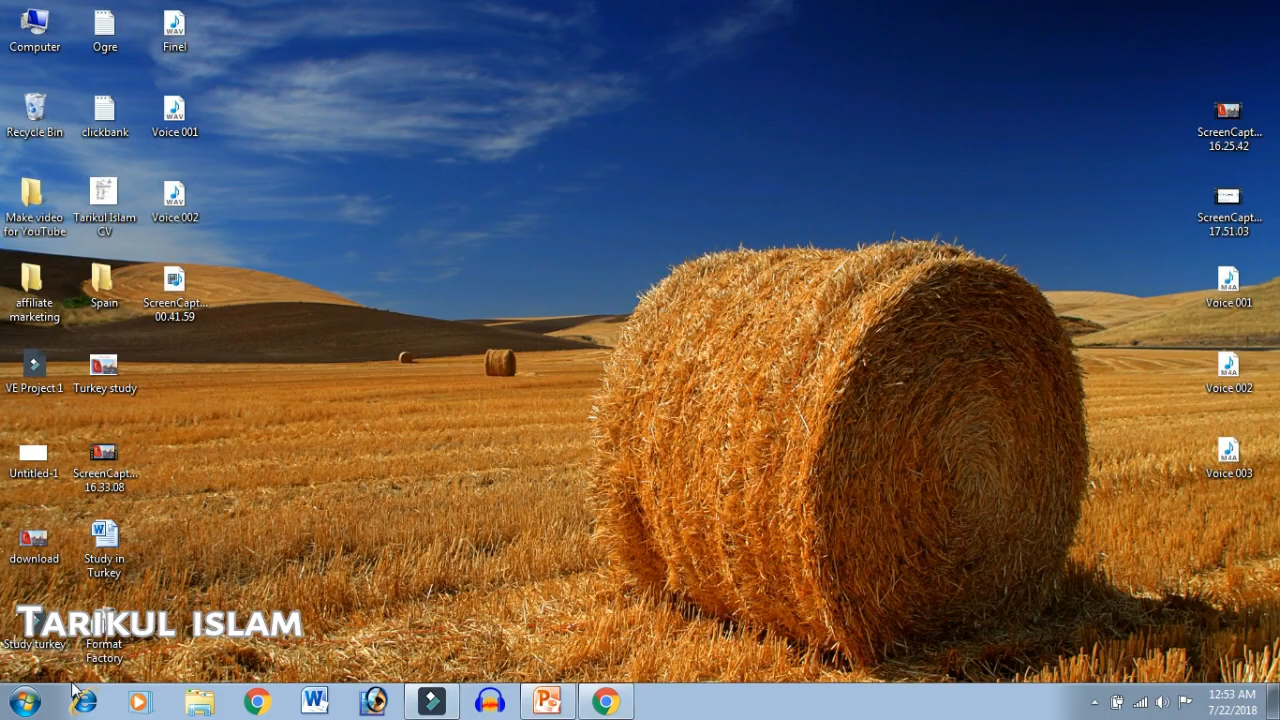 Computer
Ogre
Finel
Recycle Bin
clickbank
Voice 001
Make video
for YouTube
Tarikul Islam
CV
Voice 002
affiliate
marketing
Spain
ScreenCapt...
00.41.59
VE Project 1
Turkey study
Untitled-1
ScreenCapt...
16.33.08
download
Study in
Turkey
Study turkey
Format
Factory
TARIKUL ISLAM
ScreenCapt...
16.25.42
ScreenCapt...
17.51.03
Voice 001
Voice 002
Voice 003
12:53 AM
7/22/2018